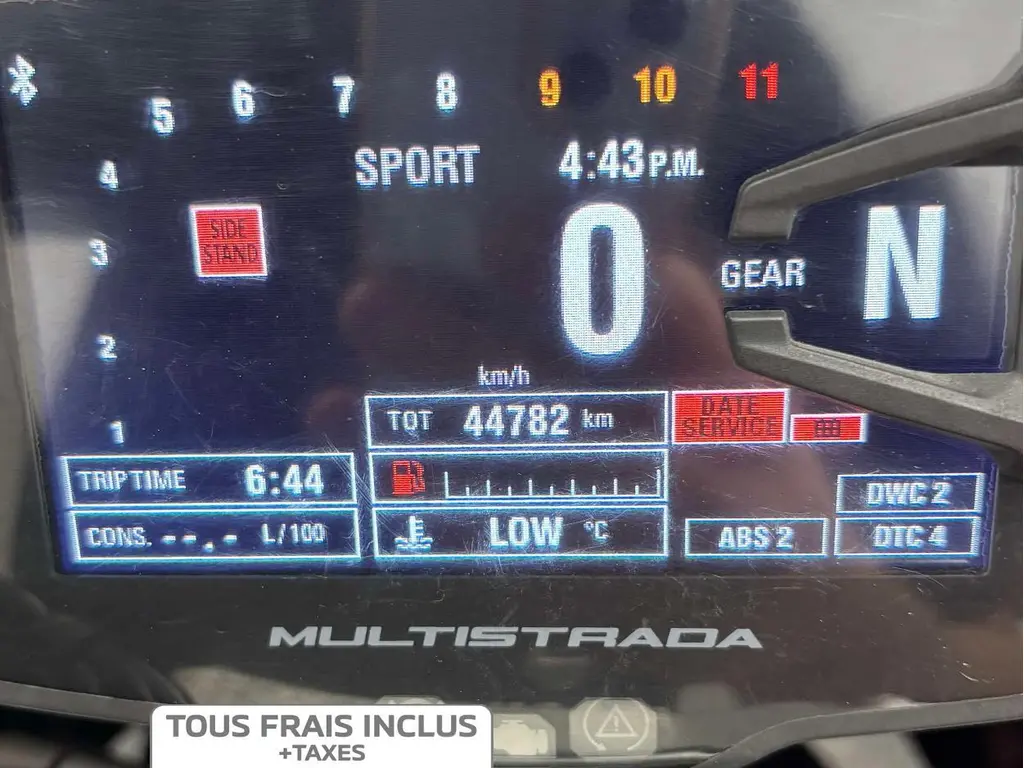 5 6 7 8 9 10 11
4
SPORT 4:43 P.M.
SIDE
STAND
3
0
GEAR N
2
km/h
1
TOT 44782 km
DATE
SERVICE
TRIP TIME 6:44
CONS. --.- L/100
LOW °C
DWC 2
ABS 2
DTC 4
MULTISTRADA
TOUS FRAIS INCLUS
+TAXES